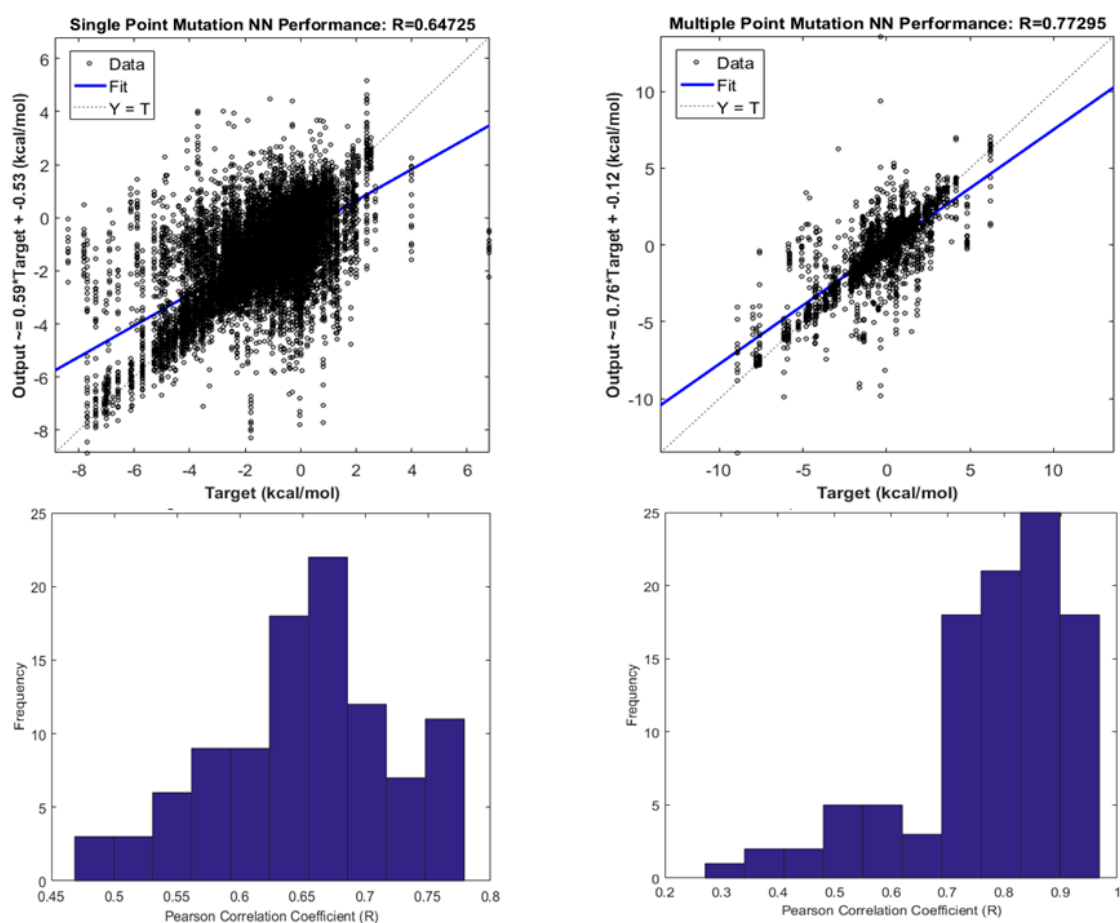 Single Point Mutation NN Performance: R=0.64725
6
4
2
0
-2
-4
-6
-8
Output ~= 0.59*Target + -0.53 (kcal/mol)
Data
Fit
Y = T
-8 -6 -4 -2 0 2 4 6
Target (kcal/mol)
Multiple Point Mutation NN Performance: R=0.77295
10
5
0
-5
-10
Output ~= 0.76*Target + -0.12 (kcal/mol)
Data
Fit
Y = T
-10 -5 0 5 10
Target (kcal/mol)
25
20
15
10
5
0
Frequency
0.45 0.5 0.55 0.6 0.65 0.7 0.75 0.8
Pearson Correlation Coefficient (R)
25
20
15
10
5
0
Frequency
0.2 0.3 0.4 0.5 0.6 0.7 0.8 0.9 1
Pearson Correlation Coefficient (R)